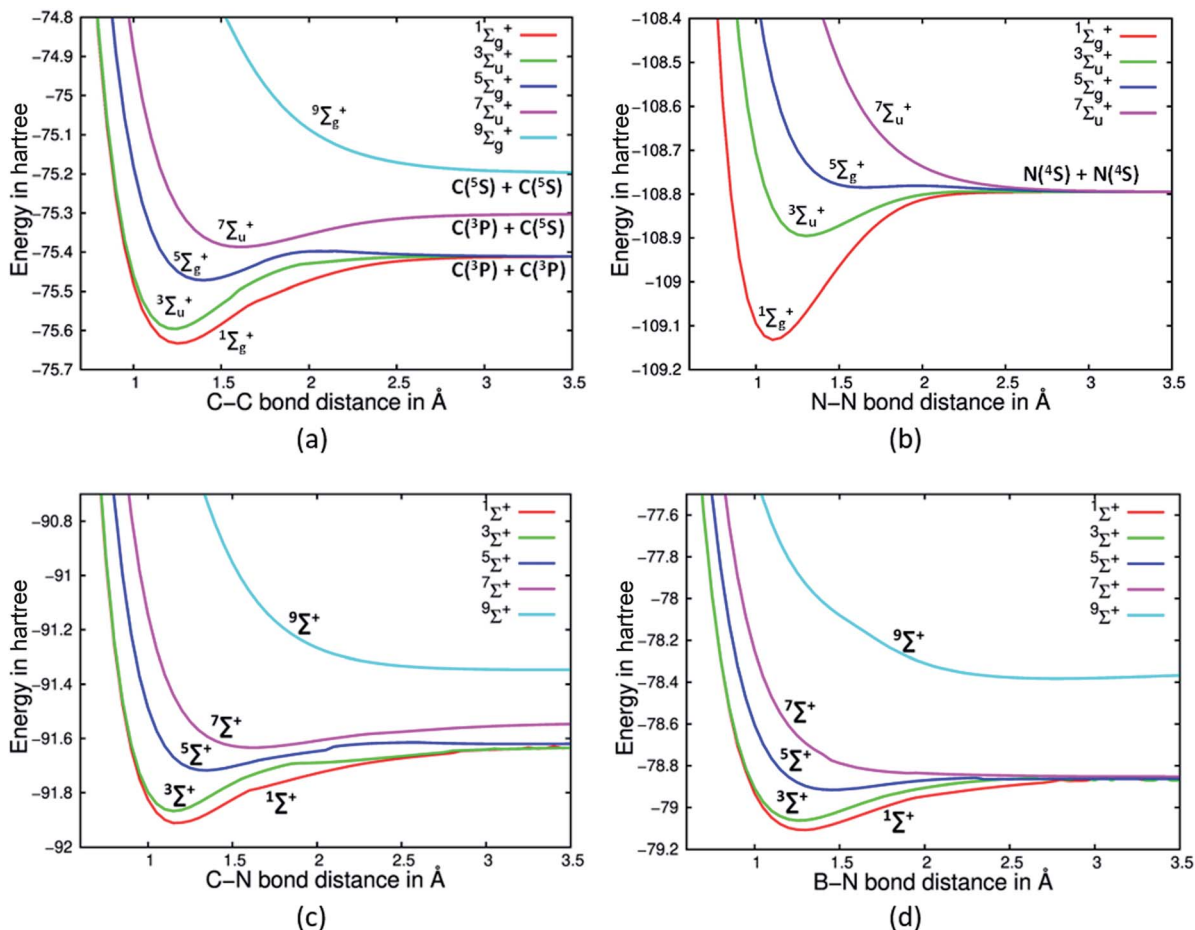 Energy in hartree
-74.8
-74.9
-75
-75.1
-75.2
-75.3
-75.4
-75.5
-75.6
-75.7
¹Σg⁺
³Σu⁺
⁵Σg⁺
⁷Σu⁺
⁹Σg⁺
⁹Σg⁺
C(⁵S) + C(⁵S)
⁷Σu⁺
C(³P) + C(⁵S)
⁵Σg⁺
C(³P) + C(³P)
³Σu⁺
¹Σg⁺
1 1.5 2 2.5 3 3.5
C-C bond distance in Å
(a)
Energy in hartree
-108.4
-108.5
-108.6
-108.7
-108.8
-108.9
-109
-109.1
-109.2
¹Σg⁺
³Σu⁺
⁵Σg⁺
⁷Σu⁺
⁷Σu⁺
⁵Σg⁺
N(⁴S) + N(⁴S)
³Σu⁺
¹Σg⁺
1 1.5 2 2.5 3 3.5
N-N bond distance in Å
(b)
Energy in hartree
-90.8
-91
-91.2
-91.4
-91.6
-91.8
-92
¹Σ⁺
³Σ⁺
⁵Σ⁺
⁷Σ⁺
⁹Σ⁺
⁹Σ⁺
⁷Σ⁺
⁵Σ⁺
³Σ⁺
¹Σ⁺
1 1.5 2 2.5 3 3.5
C-N bond distance in Å
(c)
Energy in hartree
-77.6
-77.8
-78
-78.2
-78.4
-78.6
-78.8
-79
-79.2
¹Σ⁺
³Σ⁺
⁵Σ⁺
⁷Σ⁺
⁹Σ⁺
⁹Σ⁺
⁷Σ⁺
⁵Σ⁺
³Σ⁺
¹Σ⁺
1 1.5 2 2.5 3 3.5
B-N bond distance in Å
(d)